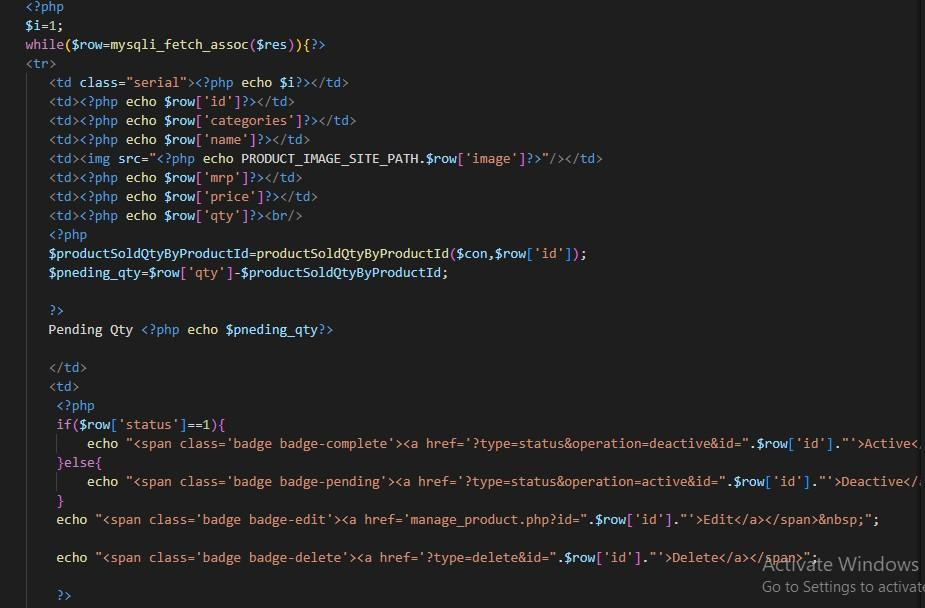 <?php
$i=1;
while($row=mysqli_fetch_assoc($res)){?>
<tr>
<td class="serial"><?php echo $i?></td>
<td><?php echo $row['id']?></td>
<td><?php echo $row['categories']?></td>
<td><?php echo $row['name']?></td>
<td><img src="<?php echo PRODUCT_IMAGE_SITE_PATH.$row['image']?>"/></td>
<td><?php echo $row['mrp']?></td>
<td><?php echo $row['price']?></td>
<td><?php echo $row['qty']?><br/>
<?php
$productSoldQtyByProductId=productSoldQtyByProductId($con,$row['id']);
$pneding_qty=$row['qty']-$productSoldQtyByProductId;
?>
Pending Qty <?php echo $pneding_qty?>
</td>
<td>
<?php
if($row['status']==1){
echo "<span class='badge badge-complete'><a href='?type=status&operation=deactive&id=".$row['id']."'>Active<
}else{
echo "<span class='badge badge-pending'><a href='?type=status&operation=active&id=".$row['id']."'>Deactive</
}
echo "<span class='badge badge-edit'><a href='manage_product.php?id=".$row['id']."'>Edit</a></span>&nbsp;";
echo "<span class='badge badge-delete'><a href='?type=delete&id=".$row['id']."'>Delete</a></span>";
?>
Activate Windows
Go to Settings to activate